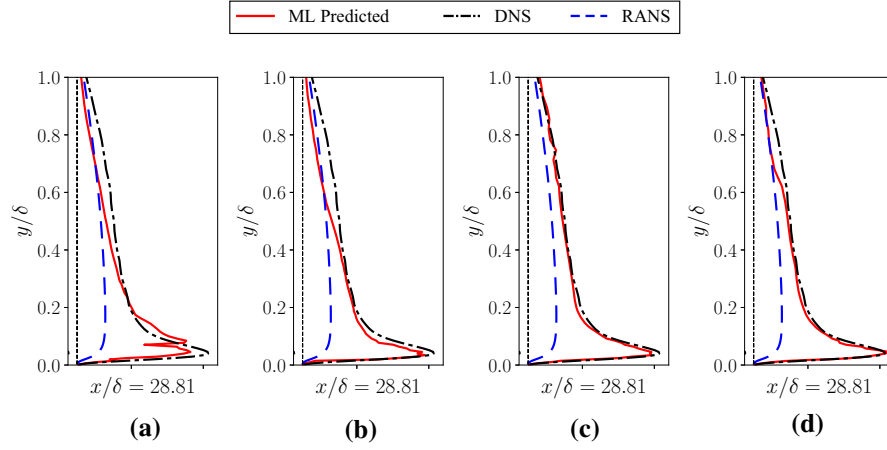 ML Predicted DNS RANS
1.0 1.0 1.0 1.0
0.8 0.8 0.8 0.8
0.6 0.6 0.6 0.6
y/δ y/δ y/δ y/δ
0.4 0.4 0.4 0.4
0.2 0.2 0.2 0.2
0.0 0.0 0.0 0.0
x/δ = 28.81 x/δ = 28.81 x/δ = 28.81 x/δ = 28.81
(a) (b) (c) (d)